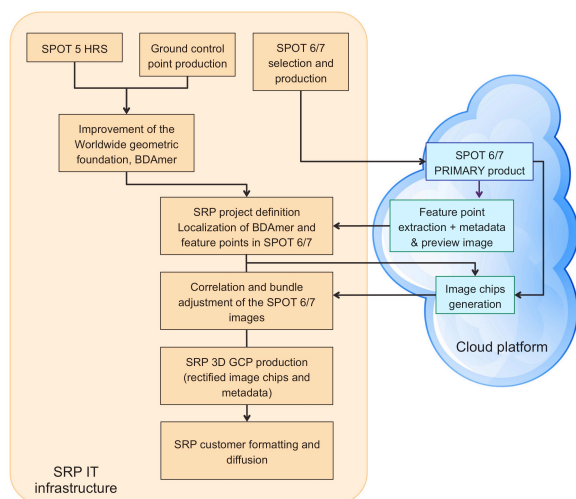 SPOT 5 HRS
Ground control
point production
SPOT 6/7
selection and
production
Improvement of the
Worldwide geometric
foundation, BDAmer
SPOT 6/7
PRIMARY product
SRP project definition
Localization of BDAmer and
feature points in SPOT 6/7
Feature point
extraction + metadata
& preview image
Correlation and bundle
adjustment of the SPOT 6/7
images
Image chips
generation
Cloud platform
SRP 3D GCP production
(rectified image chips and
metadata)
SRP customer formatting and
diffusion
SRP IT
infrastructure